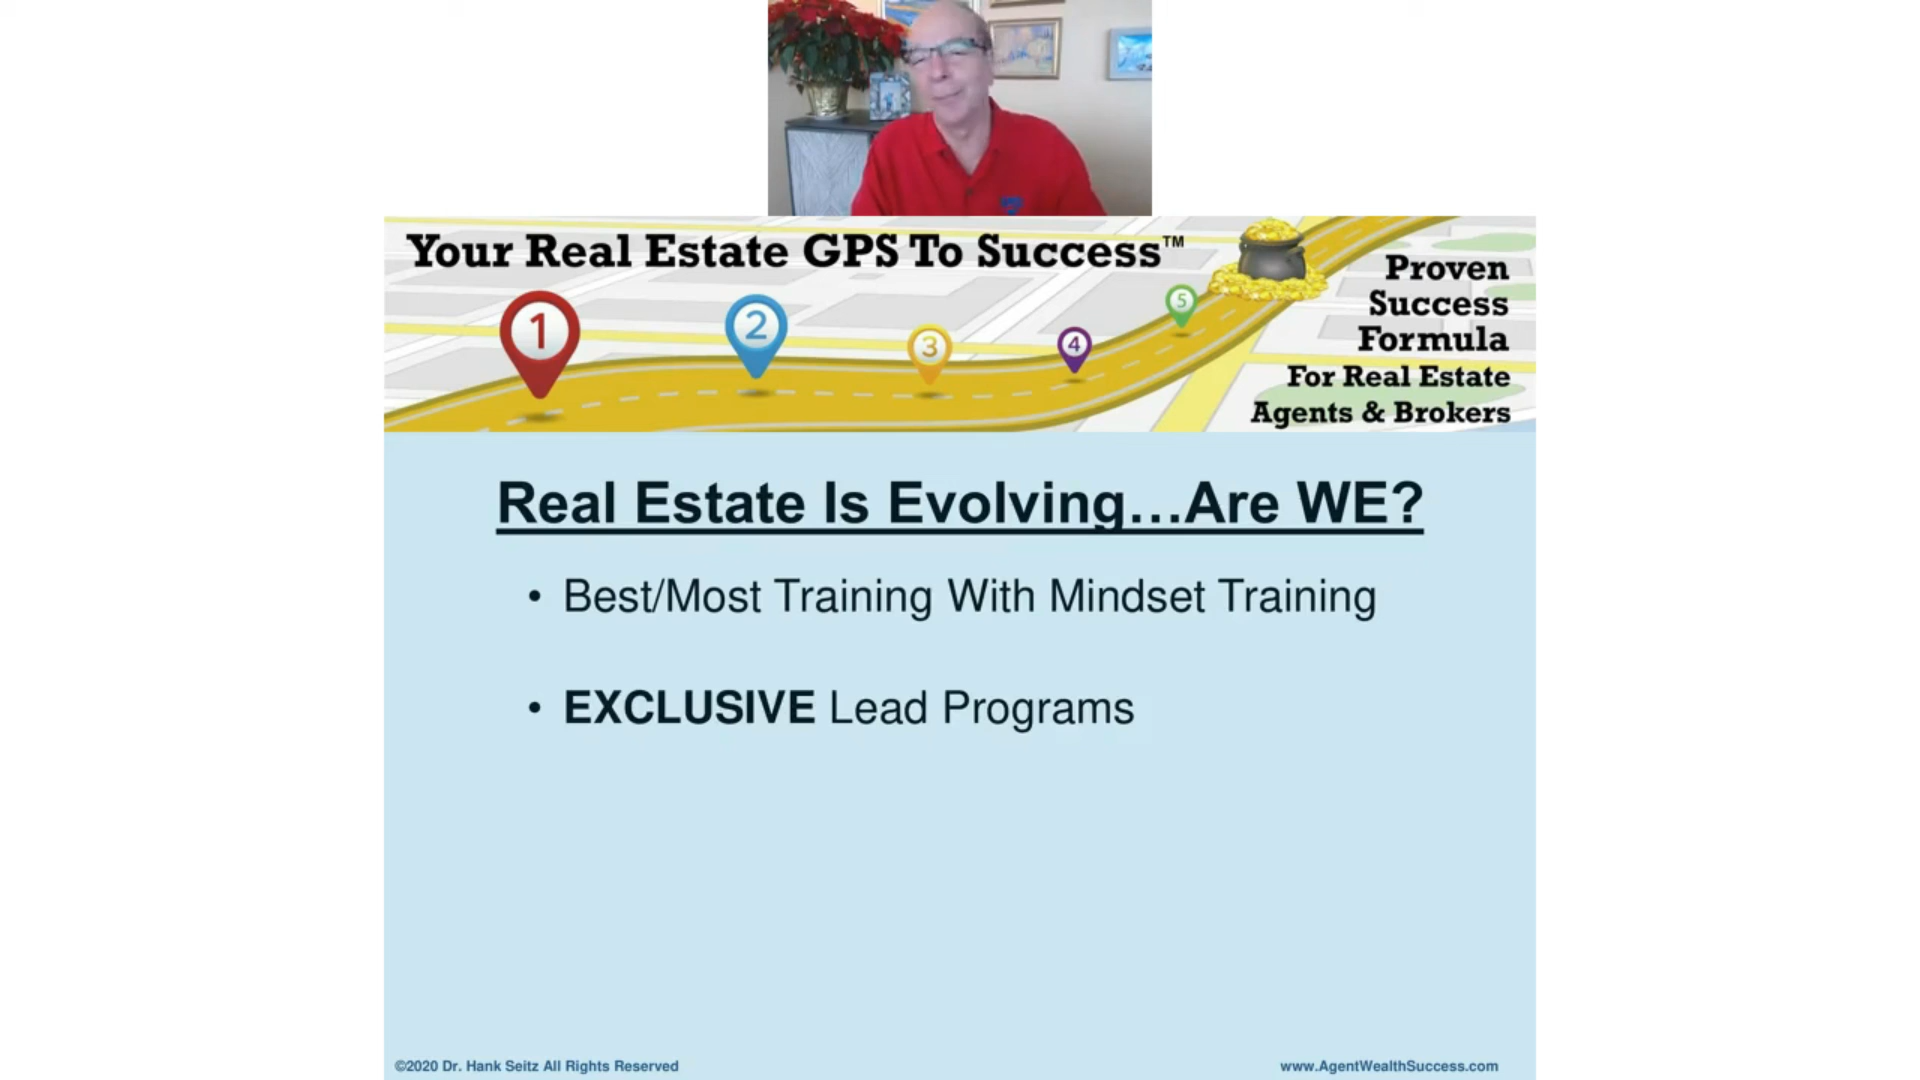 Your Real Estate GPS To Success™
Proven
Success
Formula
For Real Estate
Agents & Brokers
1
2
3
4
5
Real Estate Is Evolving...Are WE?
• Best/Most Training With Mindset Training
• EXCLUSIVE Lead Programs
©2020 Dr. Hank Seitz All Rights Reserved
www.AgentWealthSuccess.com